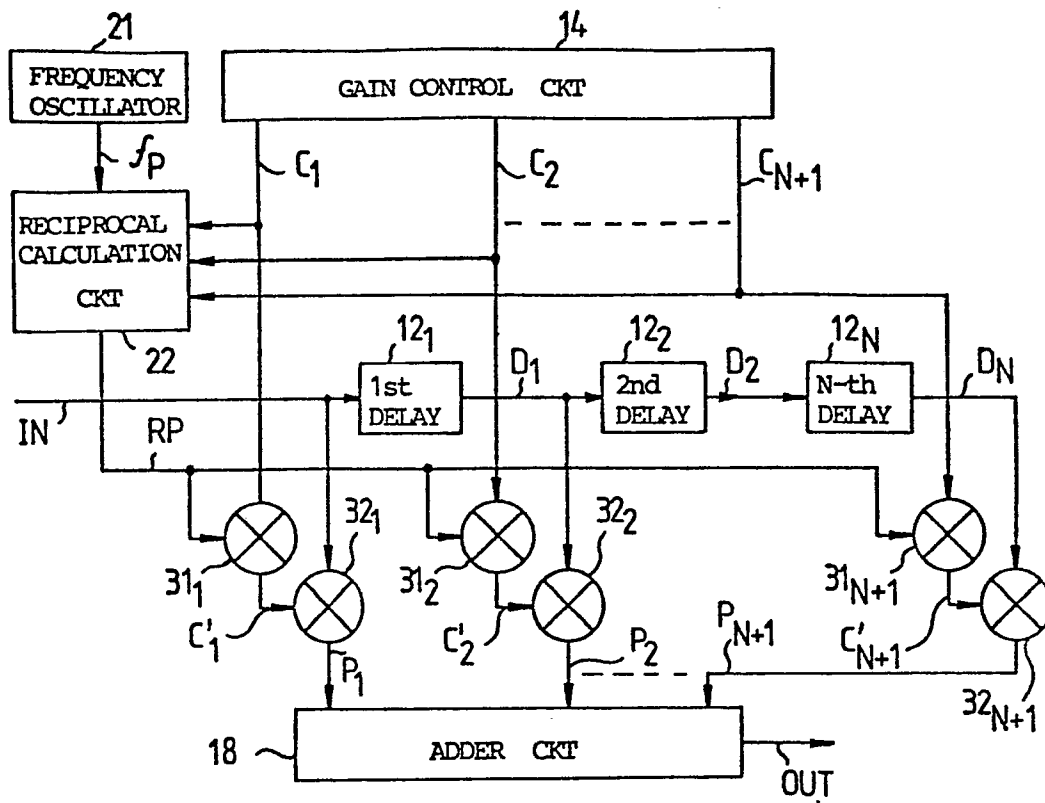 21
14
FREQUENCY
OSCILLATOR
GAIN CONTROL CKT
fP
C1
C2
CN+1
RECIPROCAL
CALCULATION
CKT
22
121
122
12N
1st
DELAY
D1
2nd
DELAY
D2
N-th
DELAY
DN
IN
RP
311
321
312
322
31N+1
C'1
C'2
C'N+1
32N+1
P1
P2
PN+1
18
ADDER CKT
OUT